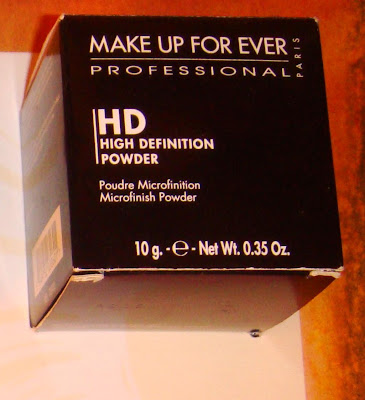 MAKE UP FOR EVER
PROFESSIONAL
PARIS
HD
HIGH DEFINITION
POWDER
Poudre Microfinition
Microfinish Powder
10 g. - e - Net Wt. 0.35 Oz.